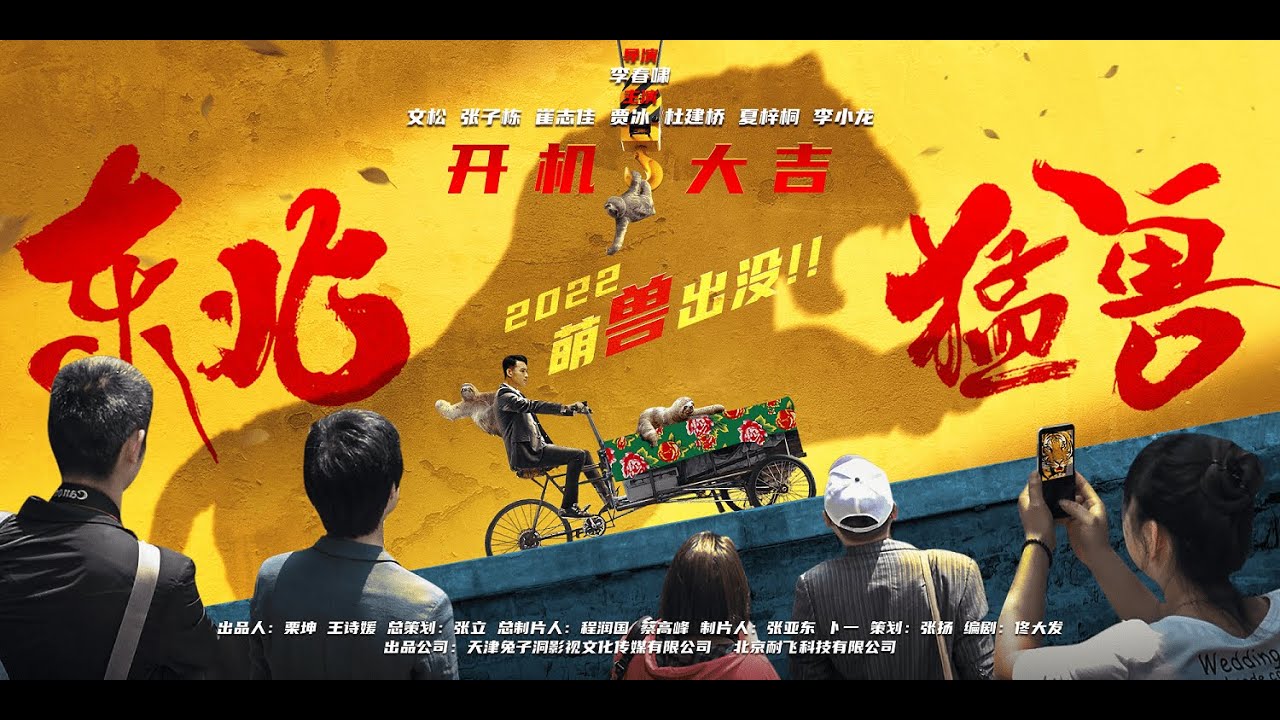 导演
李春啸
主演
文松 张子栋 崔志佳 贾冰 杜建桥 夏梓桐 李小龙
开机大吉
东北 猛兽
2022
萌兽出没!!
Canon
出品人：栗坤 王诗媛 总策划：张立 总制片人：程润国 蔡高峰 制片人：张亚东 卜一 策划：张扬 编剧：佟大发
出品公司：天津兔子洞影视文化传媒有限公司 北京耐飞科技有限公司
Wedding